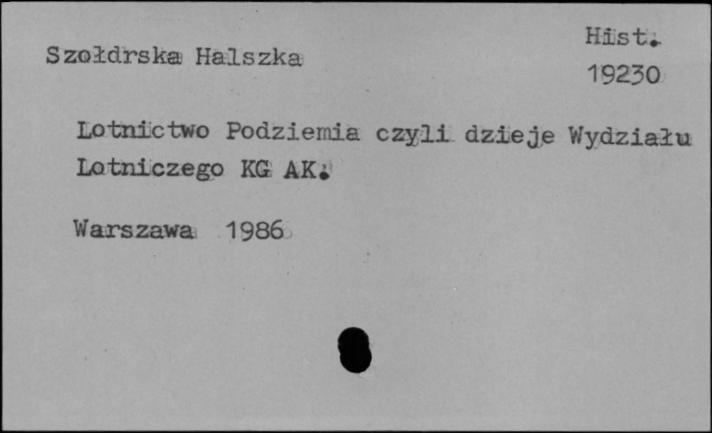 Szołdrska Halszka
Hist.
19230
Lotnictwo Podziemia czyli dzieje Wydziału
Lotniczego KG AK.
Warszawa 1986